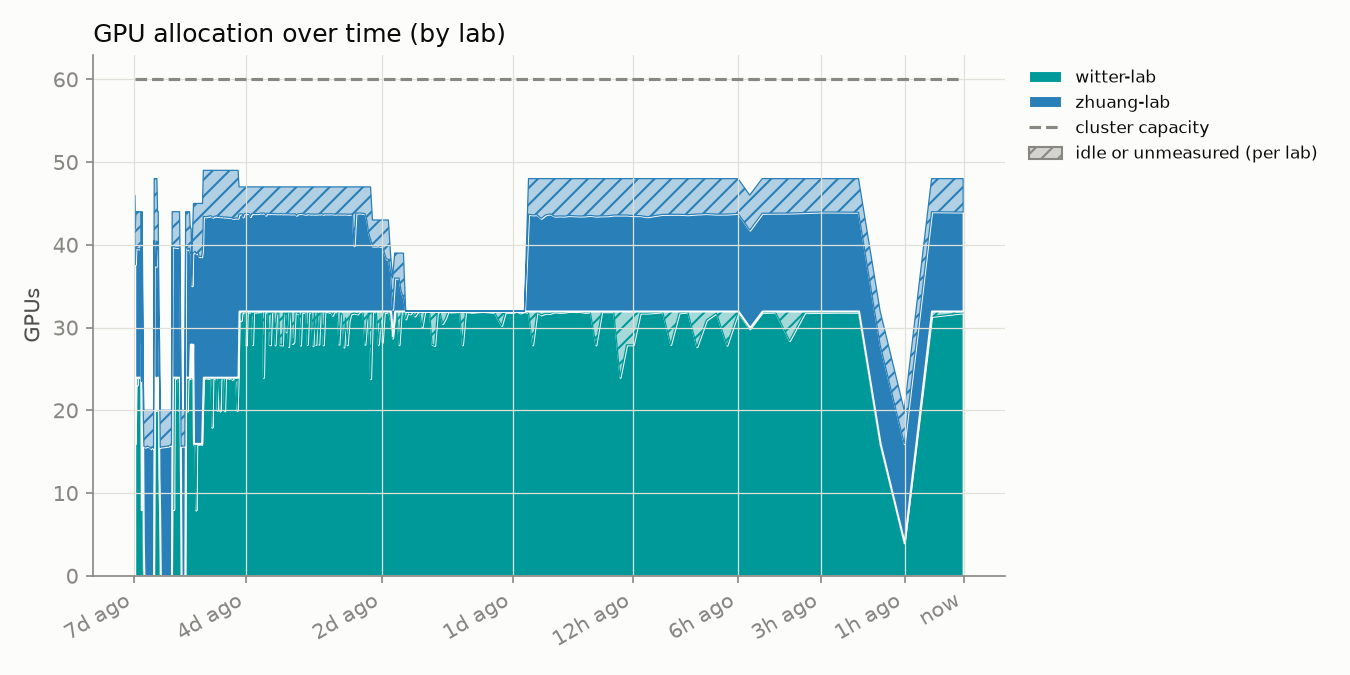 GPU allocation over time (by lab)
witter-lab
zhuang-lab
cluster capacity
idle or unmeasured (per lab)
GPUs
60
50
40
30
20
10
0
7d ago
4d ago
2d ago
1d ago
12h ago
6h ago
3h ago
1h ago
now